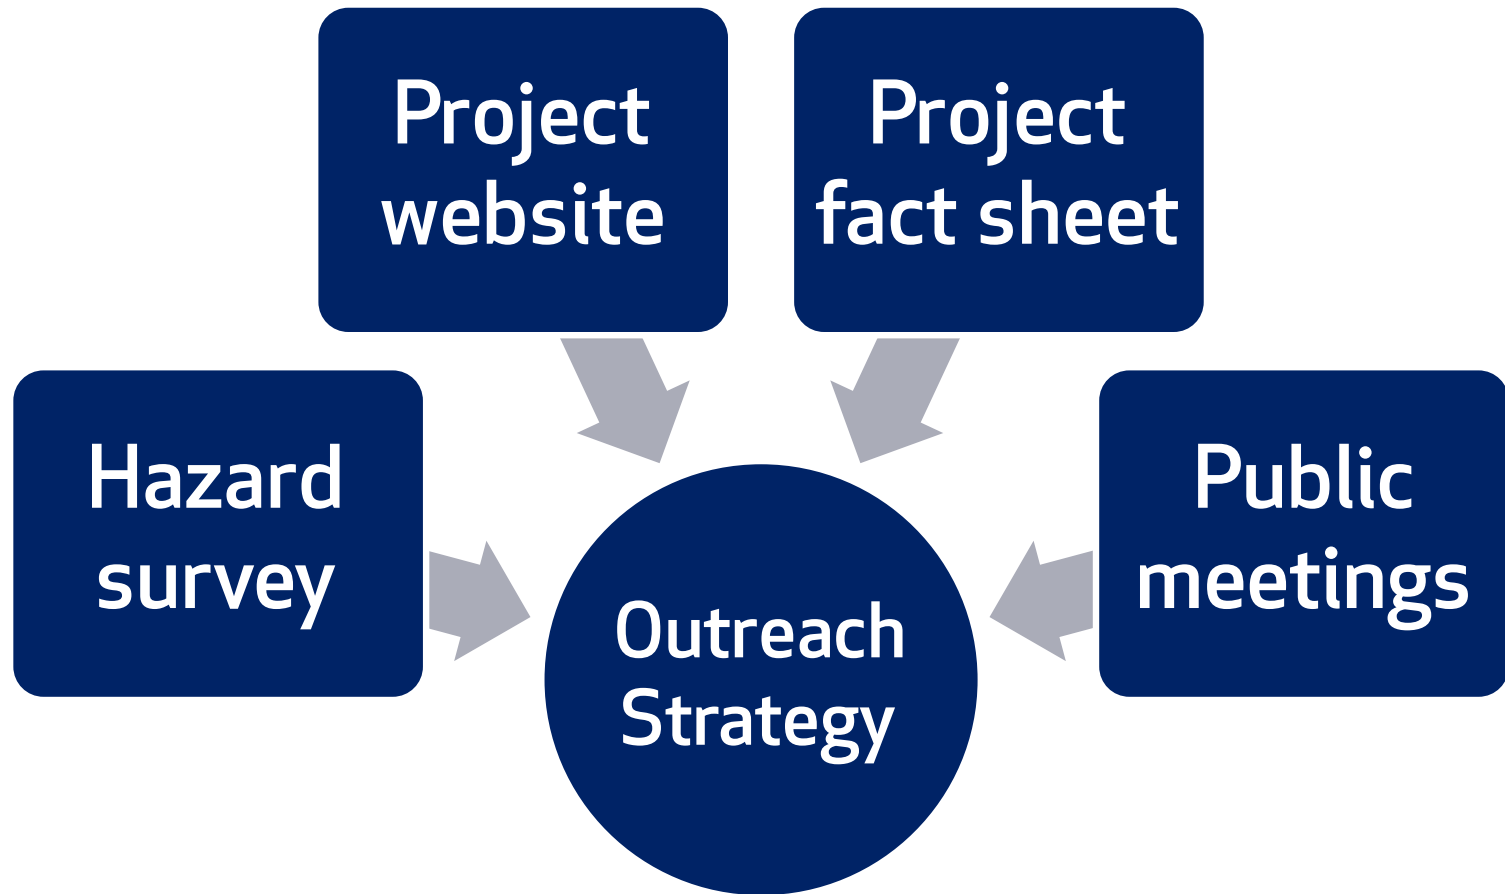 Project
website
Project
fact sheet
Hazard
survey
Public
meetings
Outreach
Strategy